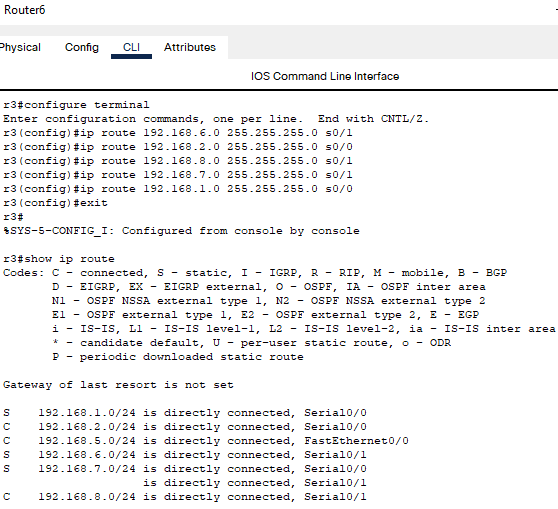 Router6
Physical Config CLI Attributes
IOS Command Line Interface
r3#configure terminal
Enter configuration commands, one per line.  End with CNTL/Z.
r3(config)#ip route 192.168.6.0 255.255.255.0 s0/1
r3(config)#ip route 192.168.2.0 255.255.255.0 s0/0
r3(config)#ip route 192.168.8.0 255.255.255.0 s0/1
r3(config)#ip route 192.168.7.0 255.255.255.0 s0/1
r3(config)#ip route 192.168.1.0 255.255.255.0 s0/0
r3(config)#exit
r3#
%SYS-5-CONFIG_I: Configured from console by console

r3#show ip route
Codes: C - connected, S - static, I - IGRP, R - RIP, M - mobile, B - BGP
       D - EIGRP, EX - EIGRP external, O - OSPF, IA - OSPF inter area
       N1 - OSPF NSSA external type 1, N2 - OSPF NSSA external type 2
       E1 - OSPF external type 1, E2 - OSPF external type 2, E - EGP
       i - IS-IS, L1 - IS-IS level-1, L2 - IS-IS level-2, ia - IS-IS inter area
       * - candidate default, U - per-user static route, o - ODR
       P - periodic downloaded static route

Gateway of last resort is not set

S    192.168.1.0/24 is directly connected, Serial0/0
C    192.168.2.0/24 is directly connected, Serial0/0
C    192.168.5.0/24 is directly connected, FastEthernet0/0
S    192.168.6.0/24 is directly connected, Serial0/1
S    192.168.7.0/24 is directly connected, Serial0/0
                    is directly connected, Serial0/1
C    192.168.8.0/24 is directly connected, Serial0/1